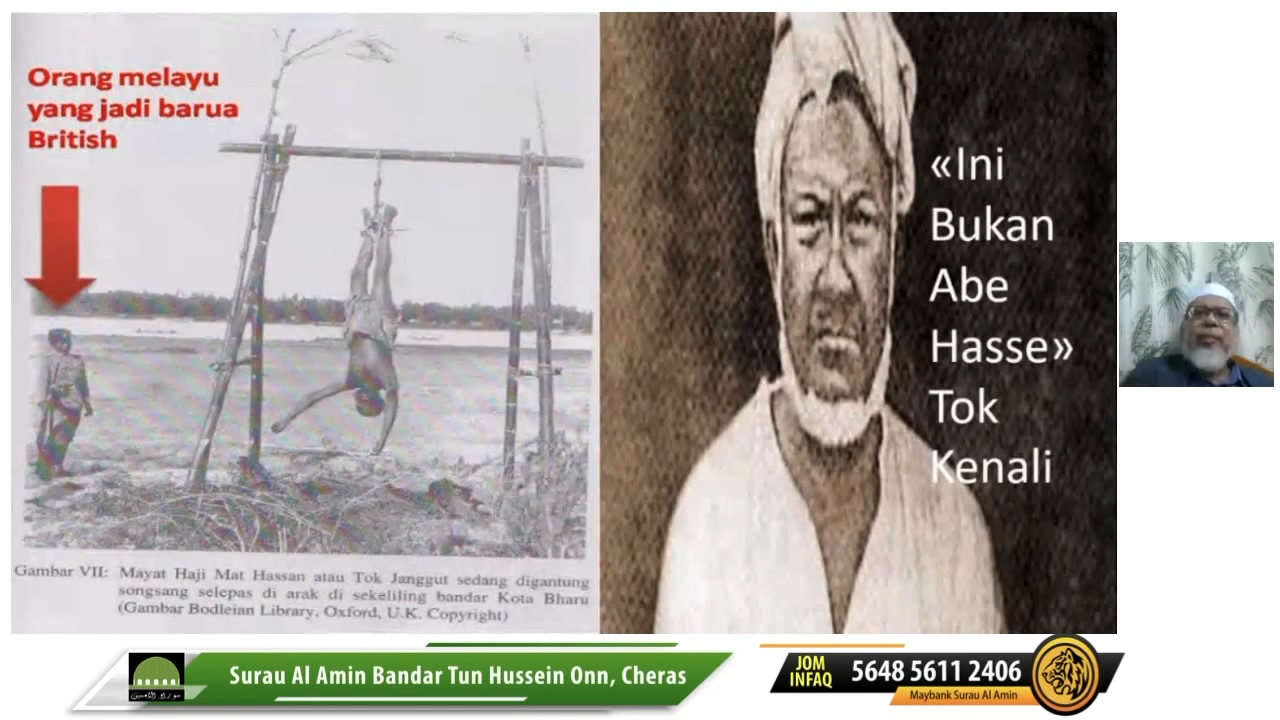 Orang melayu
yang jadi barua
British
Gambar VII: Mayat Haji Mat Hassan atau Tok Janggut sedang digantung
songsang selepas di arak di sekeliling bandar Kota Bharu
(Gambar Bodleian Library, Oxford, U.K. Copyright)
«Ini
Bukan
Abe
Hasse»
Tok
Kenali
Surau Al Amin Bandar Tun Hussein Onn, Cheras
JOM
INFAQ
5648 5611 2406
Maybank Surau Al Amin